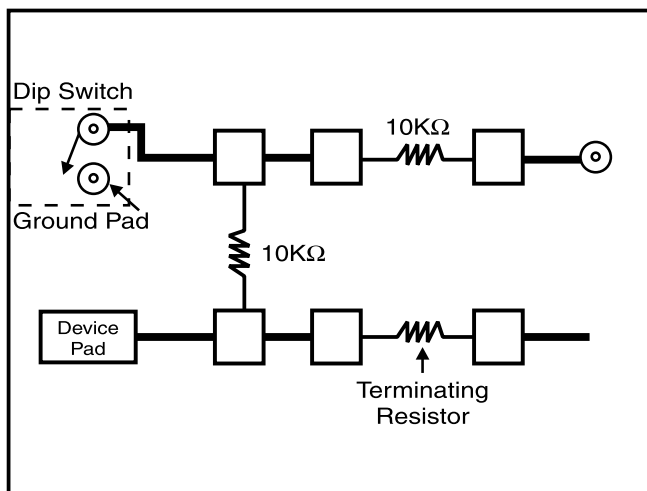 Dip Switch
10KΩ
Ground Pad
10KΩ
Device
Pad
Terminating
Resistor